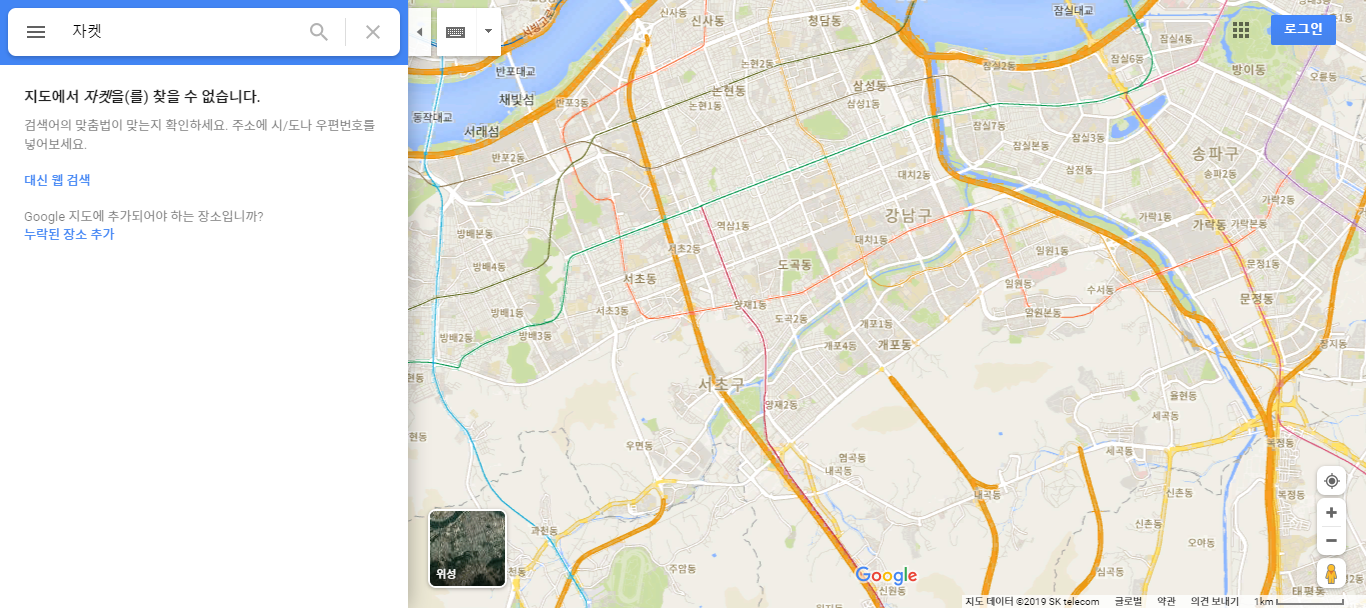 자켓
지도에서 자켓을(를) 찾을 수 없습니다.
검색어의 맞춤법이 맞는지 확인하세요. 주소에 시/도나 우편번호를
넣어보세요.
대신 웹 검색
Google 지도에 추가되어야 하는 장소입니까?
누락된 장소 추가
로그인
신사동
신사동
청담동
잠실대교
반포대교
논현2동
잠실2동
잠실6동
방이동
오륜동
채빛섬
반포3동
논현동
논현1동
삼성동
삼성1동
동작대교
서래섬
잠실7동
잠실본동
잠실3동
잠실4동
송파구
송파2동
반포2동
삼전동
대치2동
가락2동
방배본동
역삼1동
강남구
가락1동
가락동
가락본동
서초2동
대치1동
일원1동
방배4동
서초동
도곡동
문정1동
일원동
수서동
문정동
방배1동
서초3동
양재1동
도곡2동
개포1동
일원본동
방배2동
방배3동
개포4동
개포동
장지동
서초구
양재2동
율현동
세곡동
우면동
염곡동
내곡동
세곡동
복정동
내곡동
신촌동
복정동
과천동
신촌동
오야동
주암동
심곡동
신원동
태평동
위성
Google
지도 데이터 ©2019 SK telecom
글로벌
약관
의견 보내기
1km